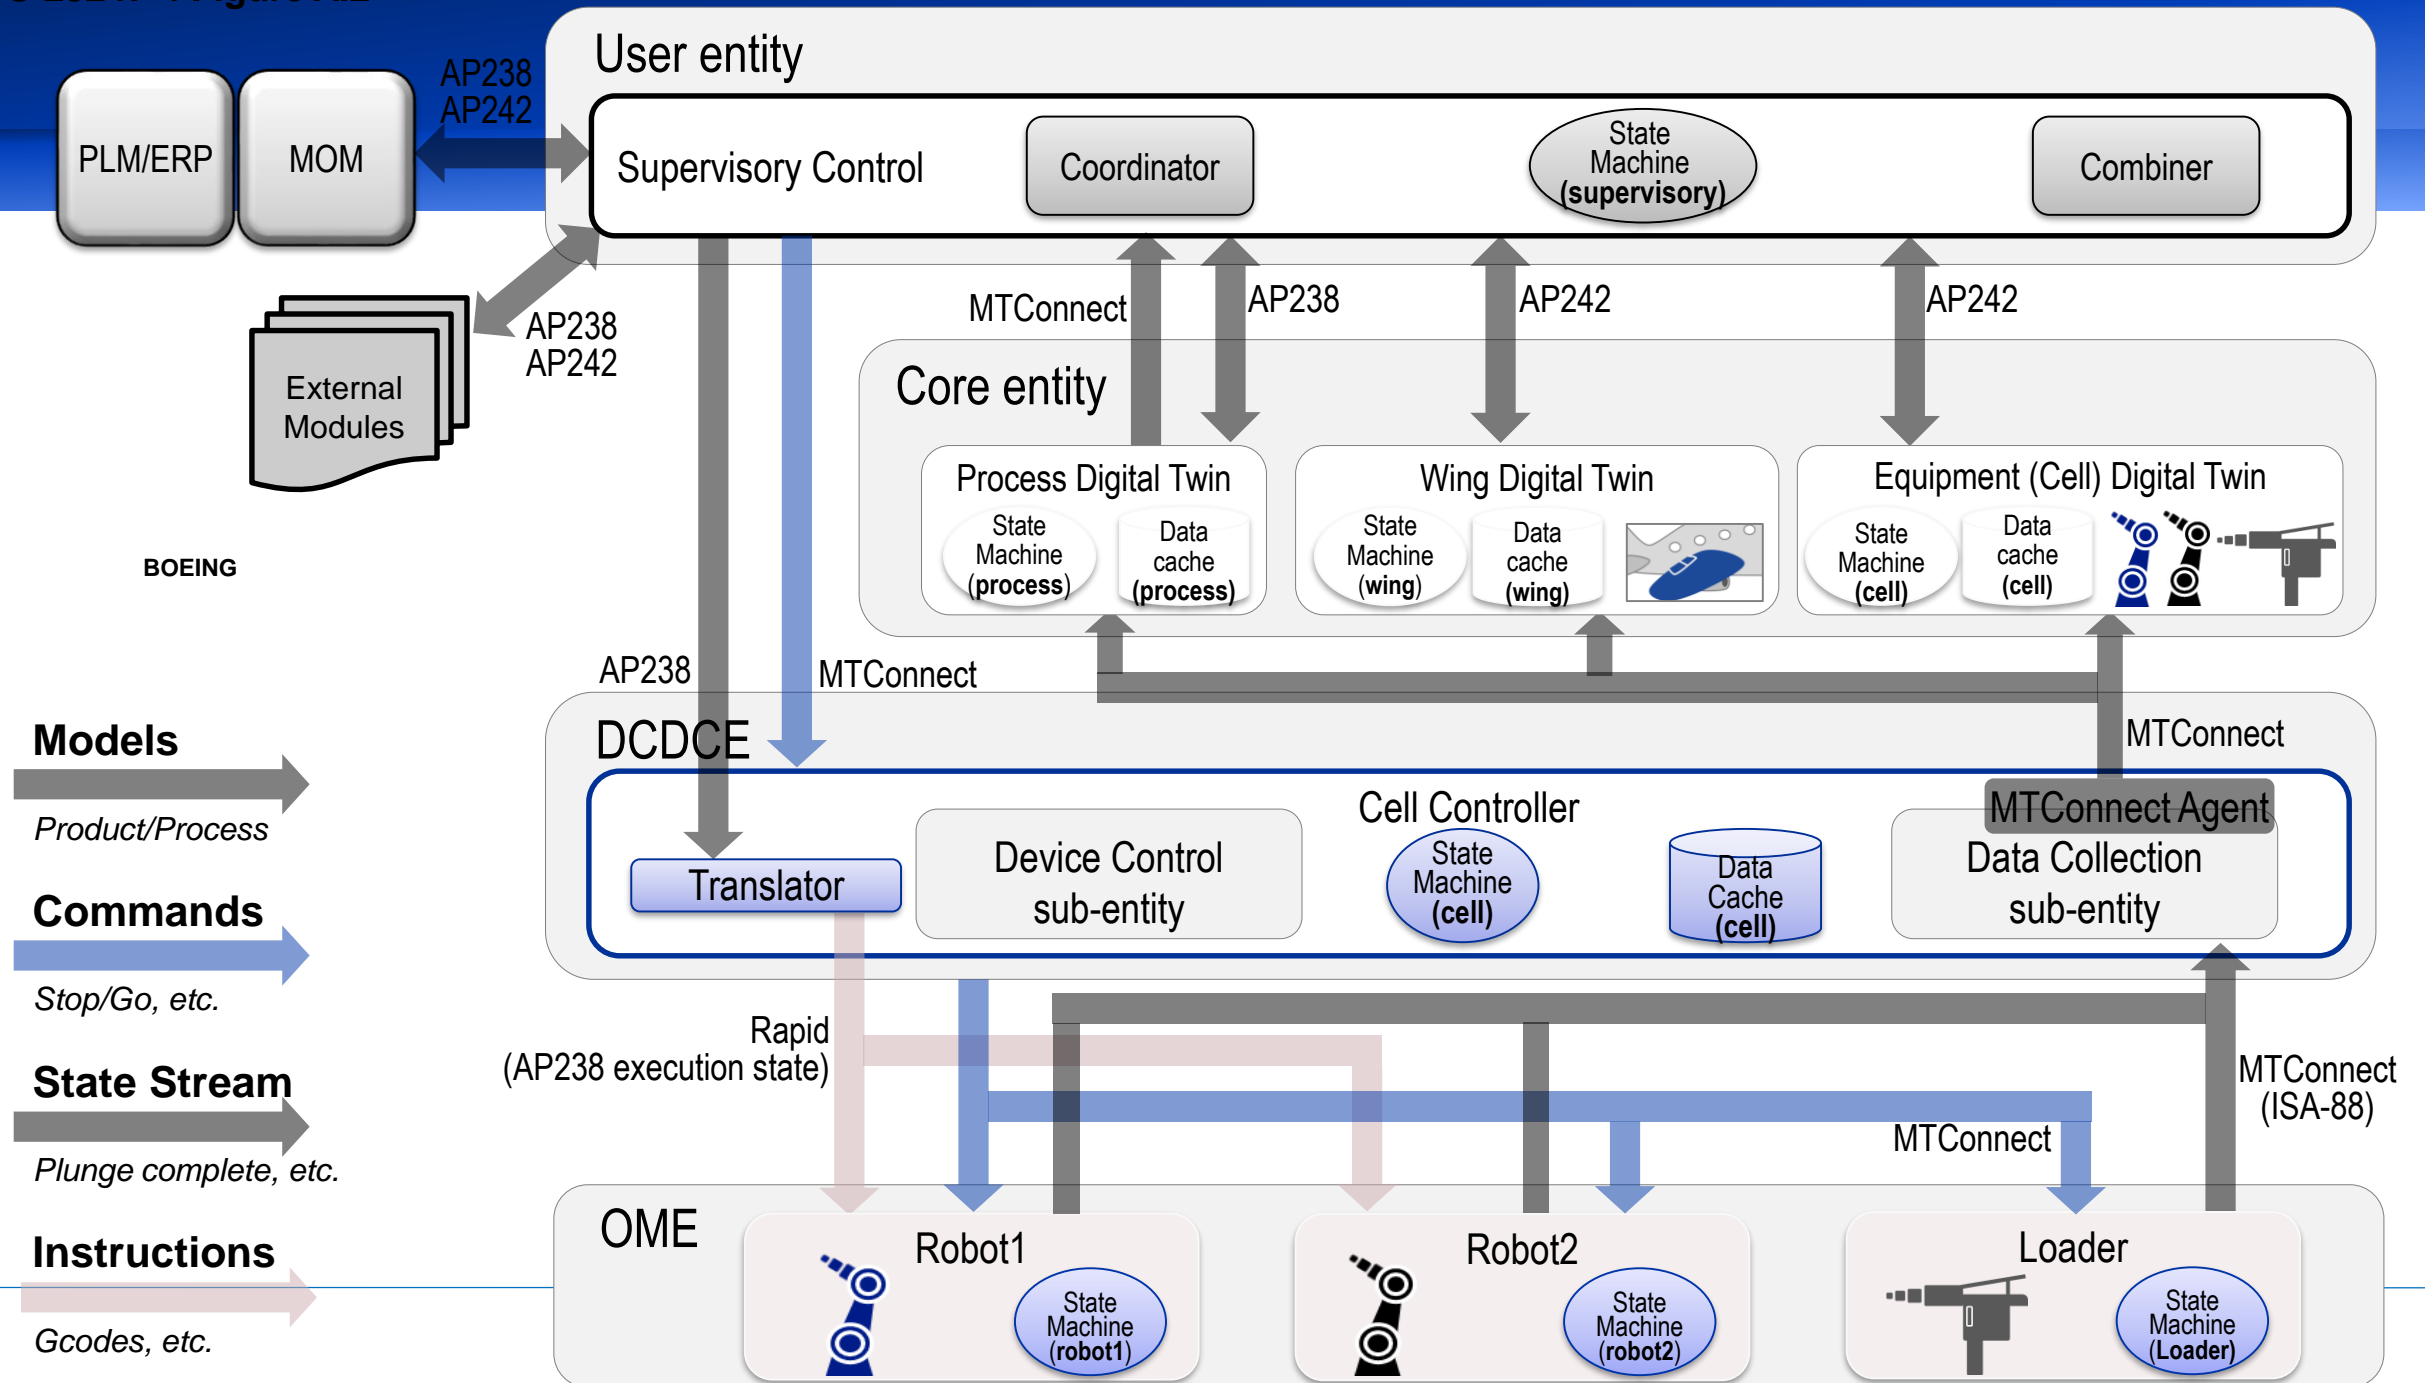 User entity
AP238
AP242
PLM/ERP
MOM
Supervisory Control
Coordinator
State
Machine
(supervisory)
Combiner
MTConnect
AP238
AP242
AP242
AP238
AP242
External
Modules
Core entity
Process Digital Twin
State
Machine
(process)
Data
cache
(process)
Wing Digital Twin
State
Machine
(wing)
Data
cache
(wing)
Equipment (Cell) Digital Twin
State
Machine
(cell)
Data
cache
(cell)
BOEING
AP238
MTConnect
MTConnect
DCDCE
Cell Controller
Translator
Device Control
sub-entity
State
Machine
(cell)
Data
Cache
(cell)
MTConnect Agent
Data Collection
sub-entity
Models
Product/Process
Commands
Stop/Go, etc.
State Stream
Plunge complete, etc.
Instructions
Gcodes, etc.
Rapid
(AP238 execution state)
MTConnect
MTConnect
(ISA-88)
OME
Robot1
State
Machine
(robot1)
Robot2
State
Machine
(robot2)
Loader
State
Machine
(Loader)